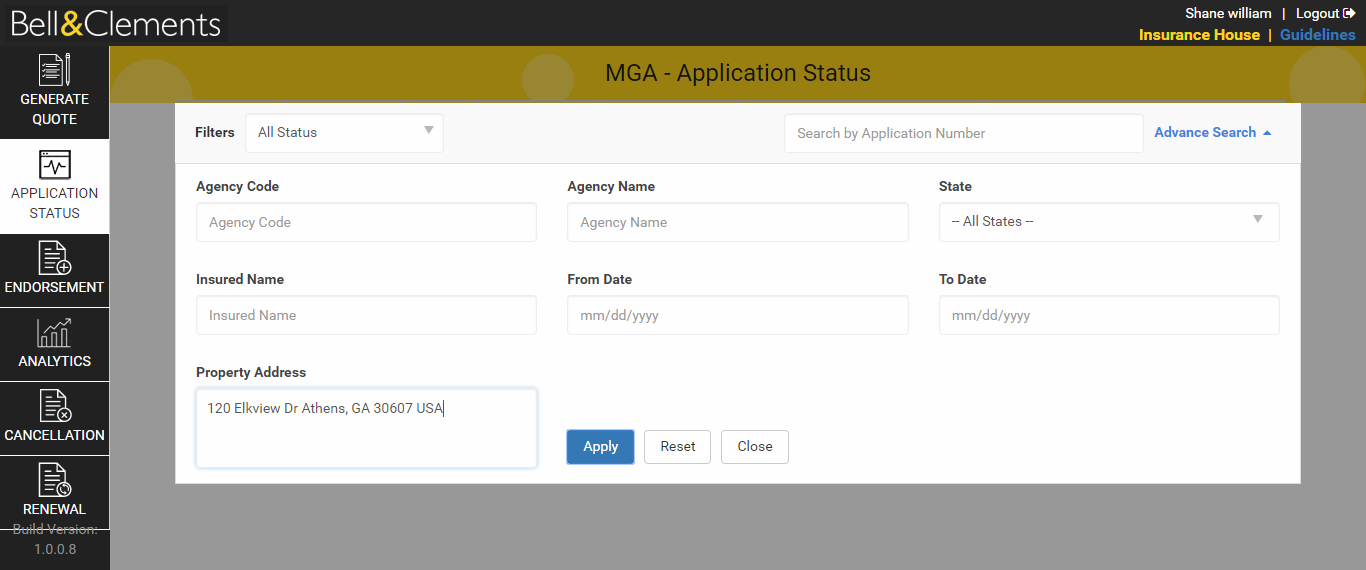 Bell&Clements
Shane william | Logout
Insurance House | Guidelines
MGA - Application Status
GENERATE
QUOTE
APPLICATION
STATUS
ENDORSEMENT
ANALYTICS
CANCELLATION
RENEWAL
Build Version:
1.0.0.8
Filters All Status Search by Application Number Advance Search
Agency Code Agency Name State
Agency Code Agency Name -- All States --
Insured Name From Date To Date
Insured Name mm/dd/yyyy mm/dd/yyyy
Property Address
120 Elkview Dr Athens, GA 30607 USA
Apply Reset Close